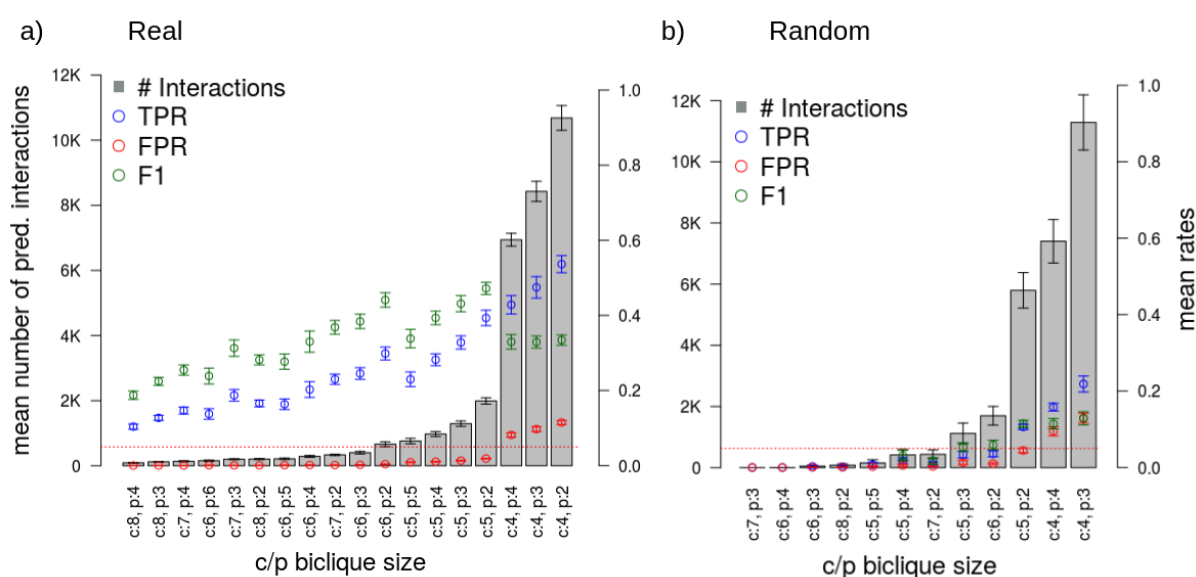 a) Real
mean number of pred. interactions
12K
10K
8K
6K
4K
2K
0
# Interactions
TPR
FPR
F1
1.0
0.8
0.6
0.4
0.2
0.0
c:8, p:4
c:8, p:3
c:7, p:4
c:6, p:6
c:7, p:3
c:8, p:2
c:6, p:5
c:6, p:4
c:7, p:2
c:6, p:3
c:6, p:2
c:5, p:5
c:5, p:4
c:5, p:3
c:5, p:2
c:4, p:4
c:4, p:3
c:4, p:2
c/p biclique size
b) Random
12K
10K
8K
6K
4K
2K
0
# Interactions
TPR
FPR
F1
1.0
0.8
0.6
0.4
0.2
0.0
mean rates
c:7, p:3
c:6, p:4
c:6, p:3
c:8, p:2
c:5, p:5
c:5, p:4
c:7, p:2
c:5, p:3
c:6, p:2
c:5, p:2
c:4, p:4
c:4, p:3
c/p biclique size